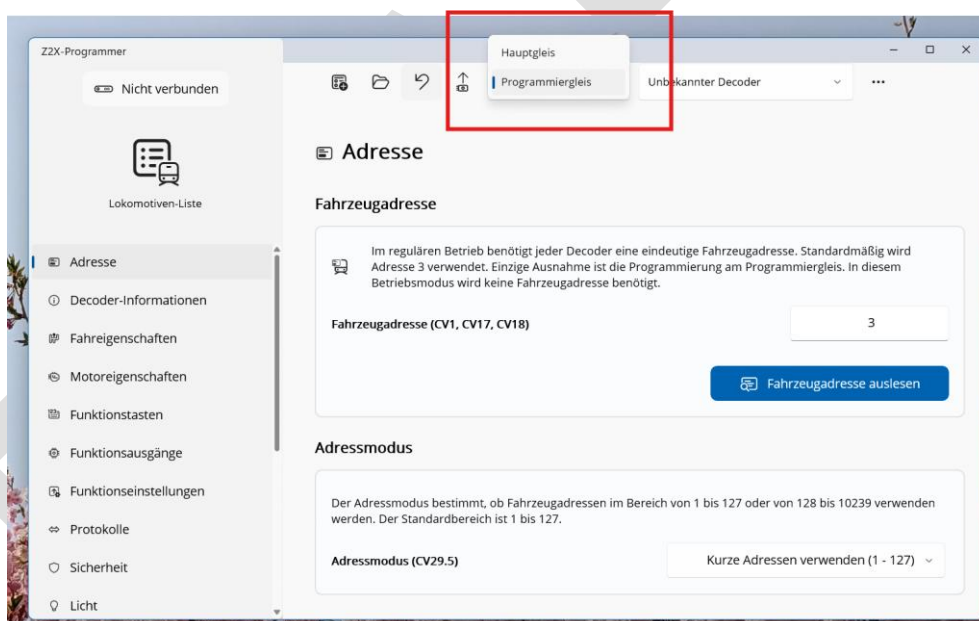 Z2X-Programmer
Nicht verbunden
Lokomotiven-Liste
Adresse
Decoder-Informationen
Fahreigenschaften
Motoreigenschaften
Funktionstasten
Funktionsausgänge
Funktionseinstellungen
Protokolle
Sicherheit
Licht
Hauptgleis
Programmiergleis
Unbekannter Decoder
Adresse
Fahrzeugadresse
Im regulären Betrieb benötigt jeder Decoder eine eindeutige Fahrzeugadresse. Standardmäßig wird
Adresse 3 verwendet. Einzige Ausnahme ist die Programmierung am Programmiergleis. In diesem
Betriebsmodus wird keine Fahrzeugadresse benötigt.
Fahrzeugadresse (CV1, CV17, CV18)
3
Fahrzeugadresse auslesen
Adressmodus
Der Adressmodus bestimmt, ob Fahrzeugadressen im Bereich von 1 bis 127 oder von 128 bis 10239 verwenden
werden. Der Standardbereich ist 1 bis 127.
Adressmodus (CV29.5)
Kurze Adressen verwenden (1 - 127)